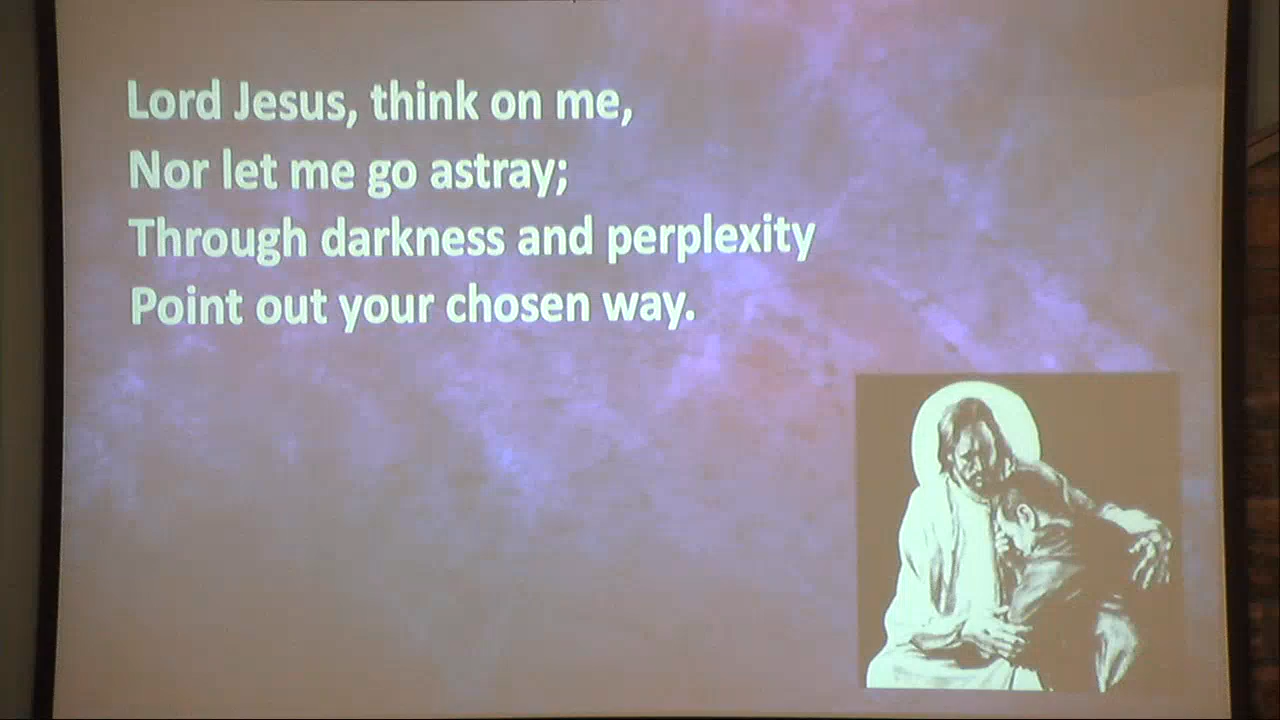 Lord Jesus, think on me,
Nor let me go astray;
Through darkness and perplexity
Point out your chosen way.